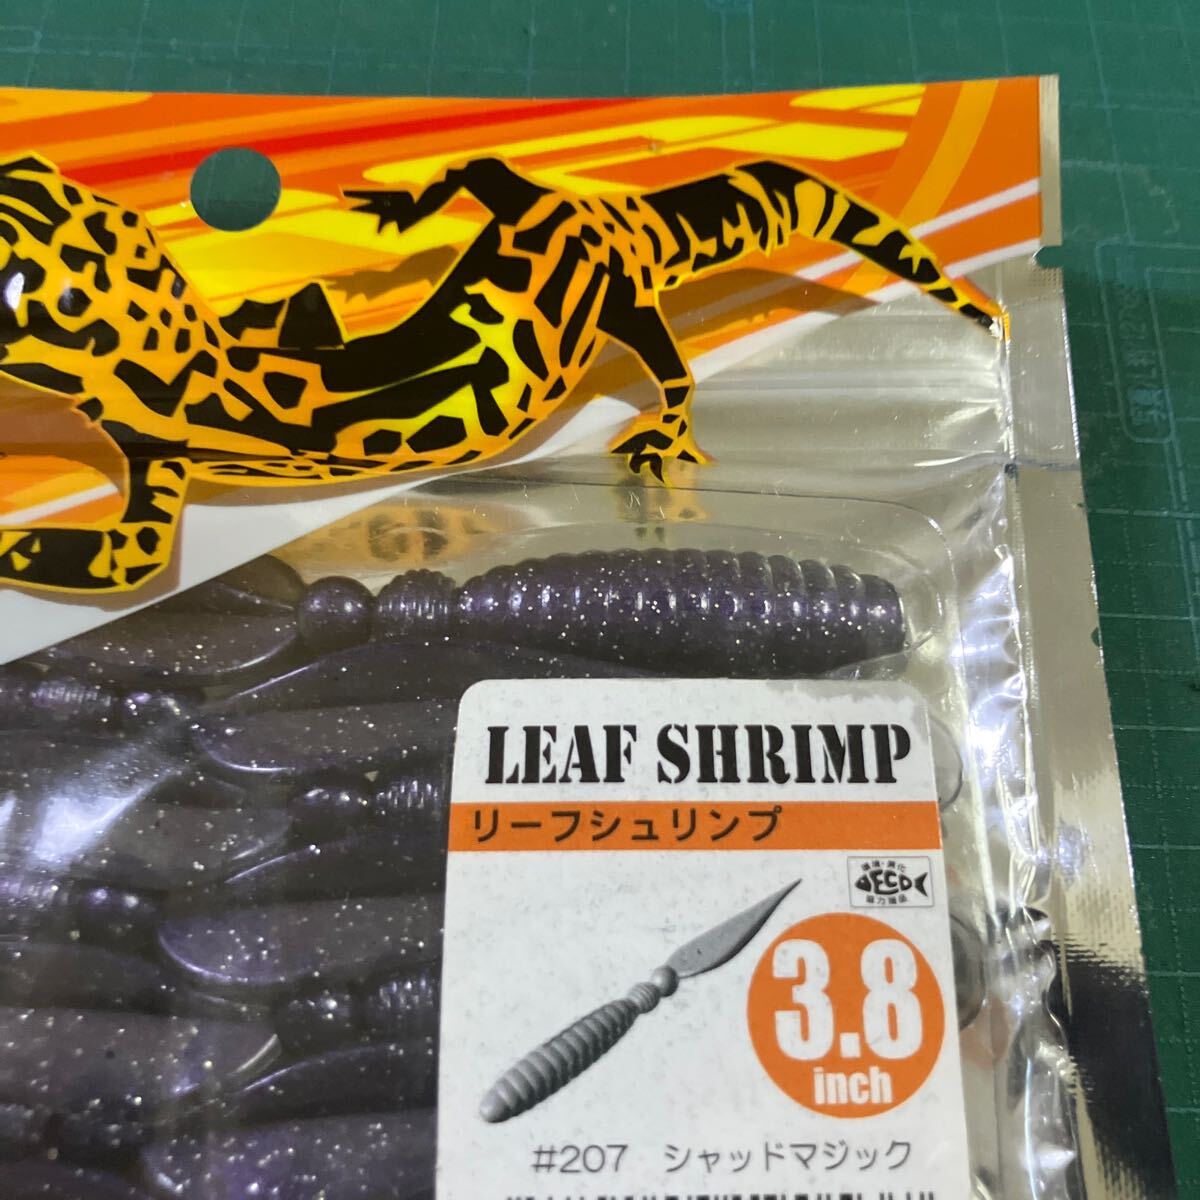 LEAF SHRIMP
リーフシュリンプ
ECO
3.8
inch
#207 シャッドマジック